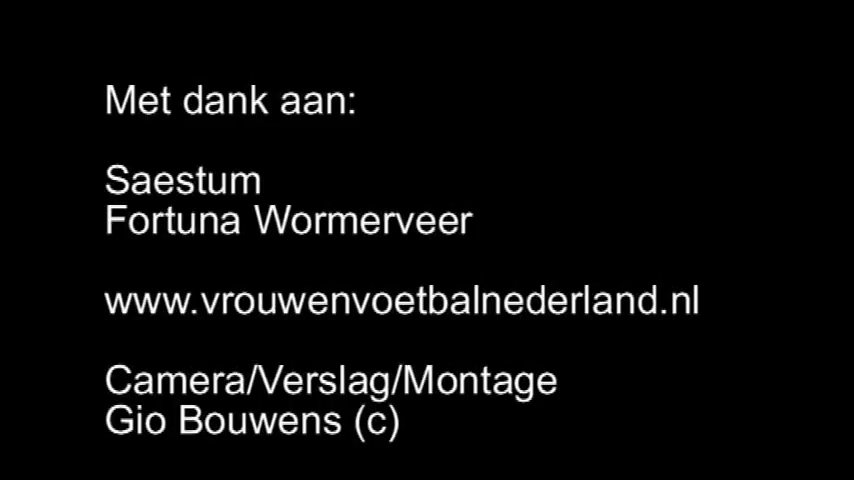 Met dank aan:
Saestum
Fortuna Wormerveer
www.vrouwenvoetbalnederland.nl
Camera/Verslag/Montage
Gio Bouwens (c)